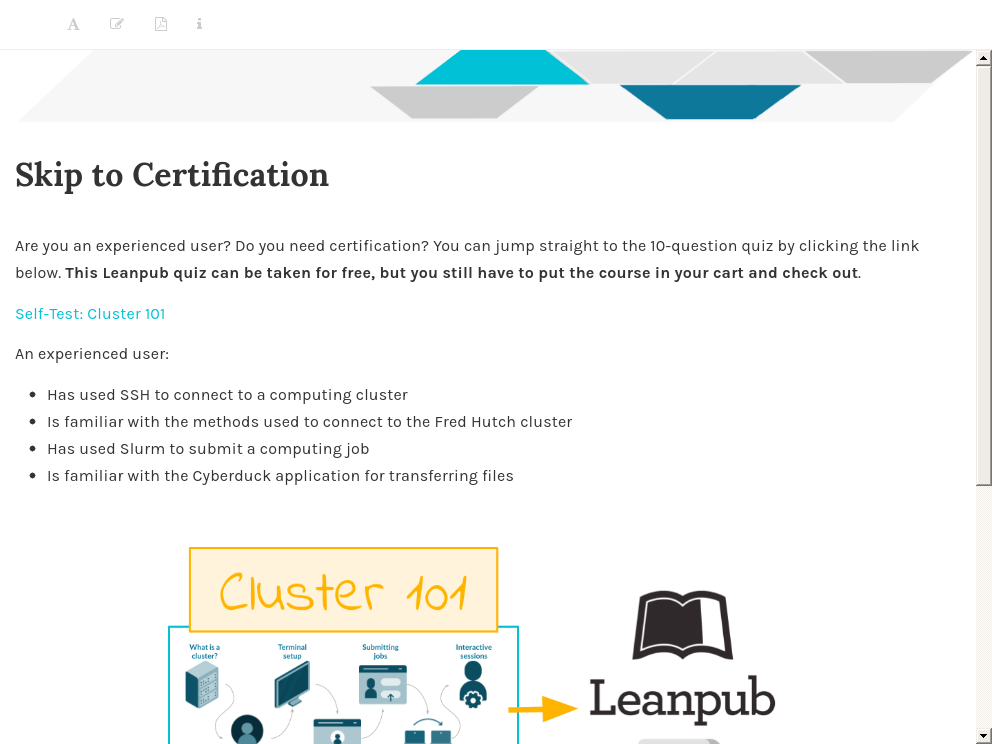 Skip to Certification
Are you an experienced user? Do you need certification? You can jump straight to the 10-question quiz by clicking the link
below. This Leanpub quiz can be taken for free, but you still have to put the course in your cart and check out.
Self-Test: Cluster 101
An experienced user:
Has used SSH to connect to a computing cluster
Is familiar with the methods used to connect to the Fred Hutch cluster
Has used Slurm to submit a computing job
Is familiar with the Cyberduck application for transferring files
Cluster 101
What is a
cluster?
Terminal
setup
Submitting
jobs
Interactive
sessions
Leanpub